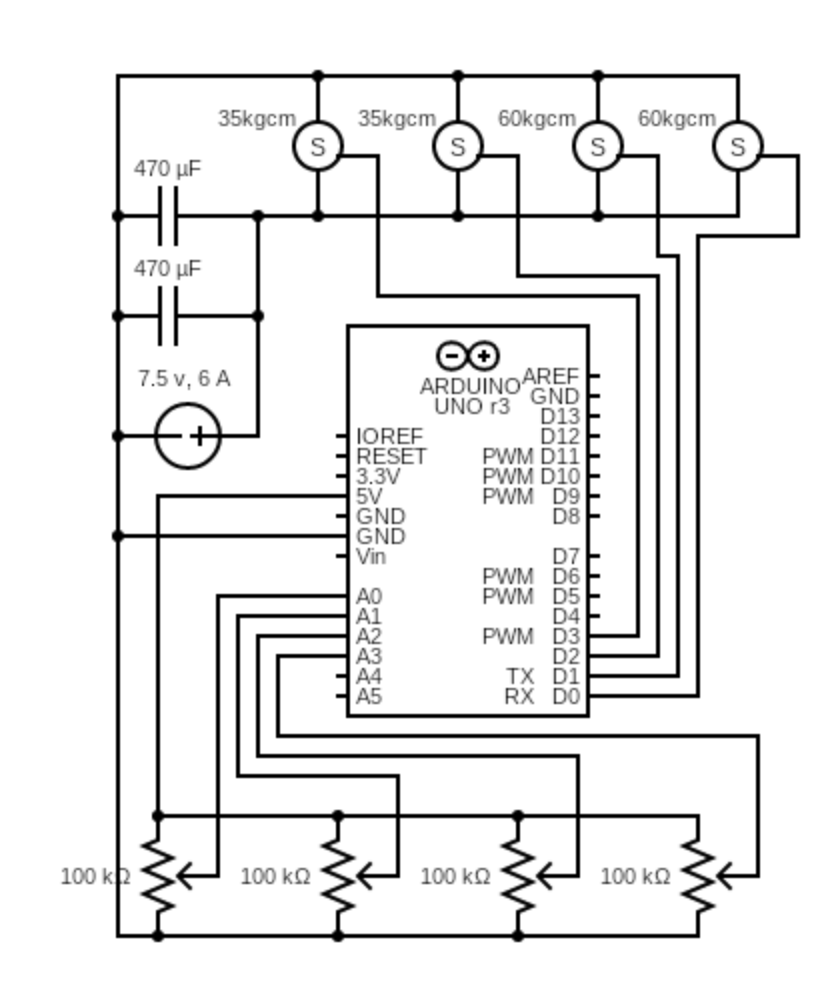 35kgcm 35kgcm 60kgcm 60kgcm
S S S S
470 µF
470 µF
7.5 v, 6 A
ARDUINO
UNO r3
AREF
GND
D13
IOREF D12
RESET PWM D11
3.3V PWM D10
5V PWM D9
GND D8
GND
Vin D7
PWM D6
A0 PWM D5
A1 D4
A2 PWM D3
A3 D2
A4 TX D1
A5 RX D0
100 kΩ 100 kΩ 100 kΩ 100 kΩ